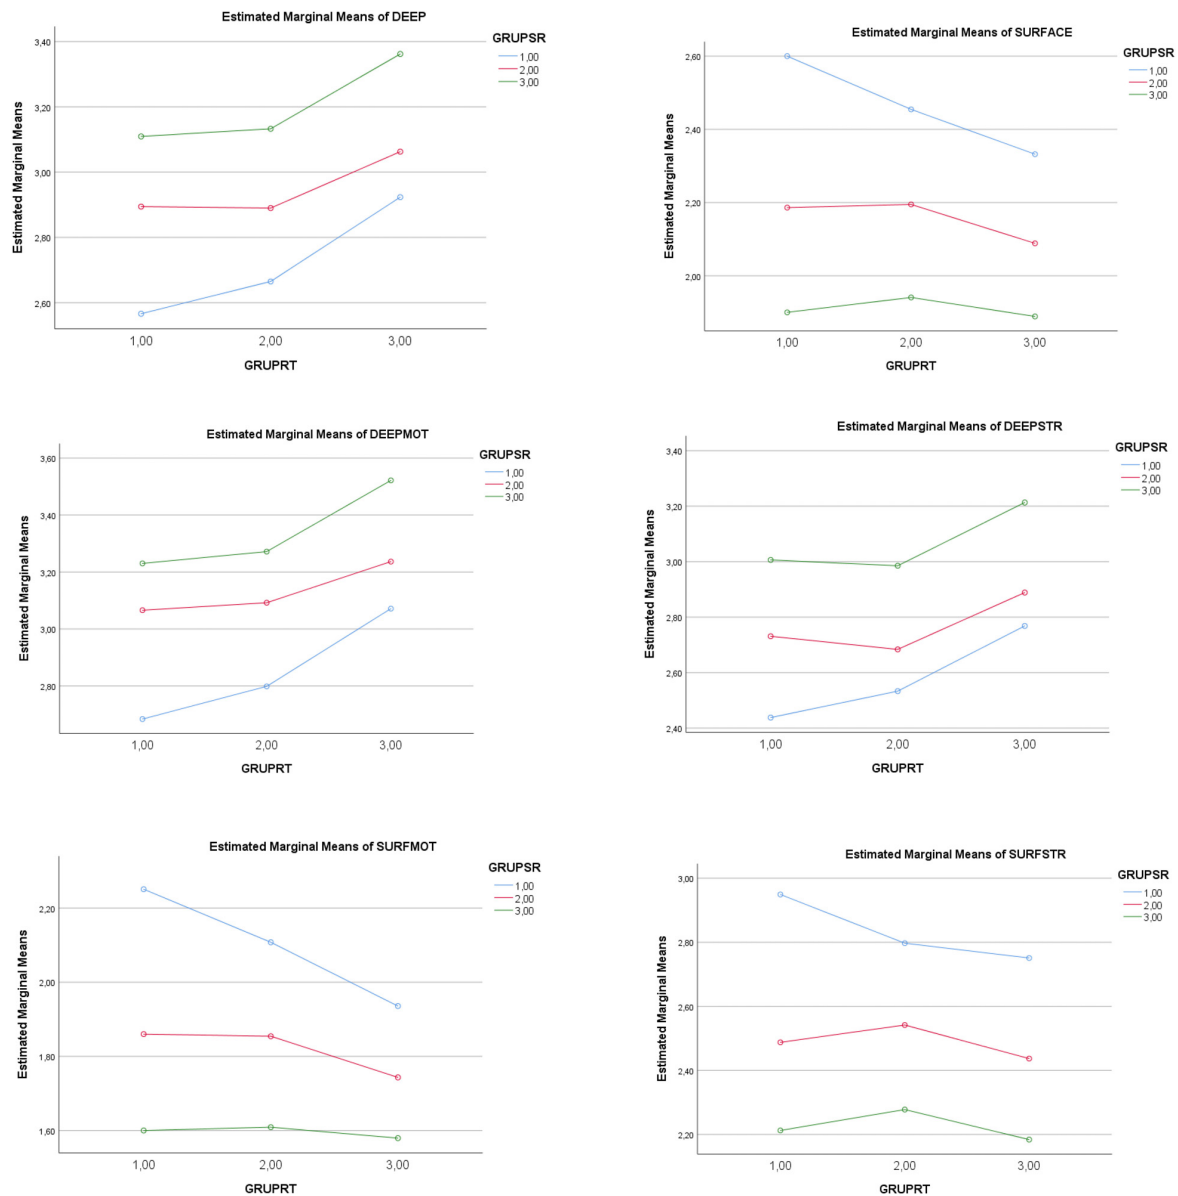 Estimated Marginal Means of DEEP
GRUPSR
1,00
2,00
3,00
Estimated Marginal Means
3,40
3,20
3,00
2,80
2,60
1,00 2,00 3,00
GRUPRT
Estimated Marginal Means of SURFACE
GRUPSR
1,00
2,00
3,00
Estimated Marginal Means
2,60
2,40
2,20
2,00
1,00 2,00 3,00
GRUPRT
Estimated Marginal Means of DEEPMOT
GRUPSR
1,00
2,00
3,00
Estimated Marginal Means
3,60
3,40
3,20
3,00
2,80
1,00 2,00 3,00
GRUPRT
Estimated Marginal Means of DEEPSTR
GRUPSR
1,00
2,00
3,00
Estimated Marginal Means
3,40
3,20
3,00
2,80
2,60
2,40
1,00 2,00 3,00
GRUPRT
Estimated Marginal Means of SURFMOT
GRUPSR
1,00
2,00
3,00
Estimated Marginal Means
2,20
2,00
1,80
1,60
1,00 2,00 3,00
GRUPRT
Estimated Marginal Means of SURFSTR
GRUPSR
1,00
2,00
3,00
Estimated Marginal Means
3,00
2,80
2,60
2,40
2,20
1,00 2,00 3,00
GRUPRT